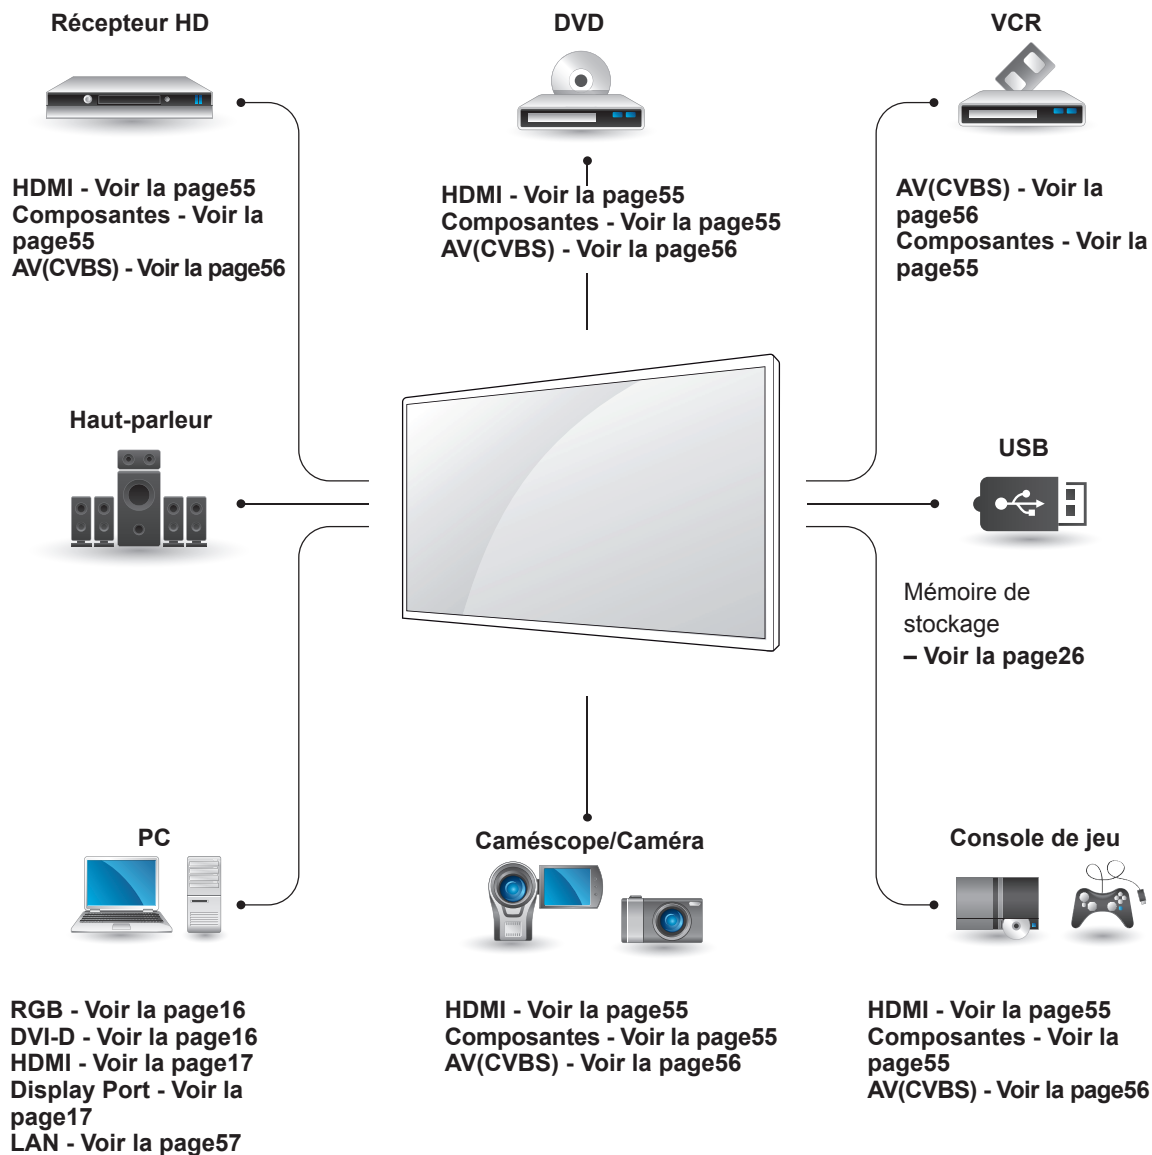 Récepteur HD
HDMI - Voir la page55
Composantes - Voir la
page55
AV(CVBS) - Voir la page56
DVD
HDMI - Voir la page55
Composantes - Voir la page55
AV(CVBS) - Voir la page56
VCR
AV(CVBS) - Voir la
page56
Composantes - Voir la
page55
Haut-parleur
USB
Mémoire de
stockage
– Voir la page26
PC
RGB - Voir la page16
DVI-D - Voir la page16
HDMI - Voir la page17
Display Port - Voir la
page17
LAN - Voir la page57
Caméscope/Caméra
HDMI - Voir la page55
Composantes - Voir la page55
AV(CVBS) - Voir la page56
Console de jeu
HDMI - Voir la page55
Composantes - Voir la
page55
AV(CVBS) - Voir la page56